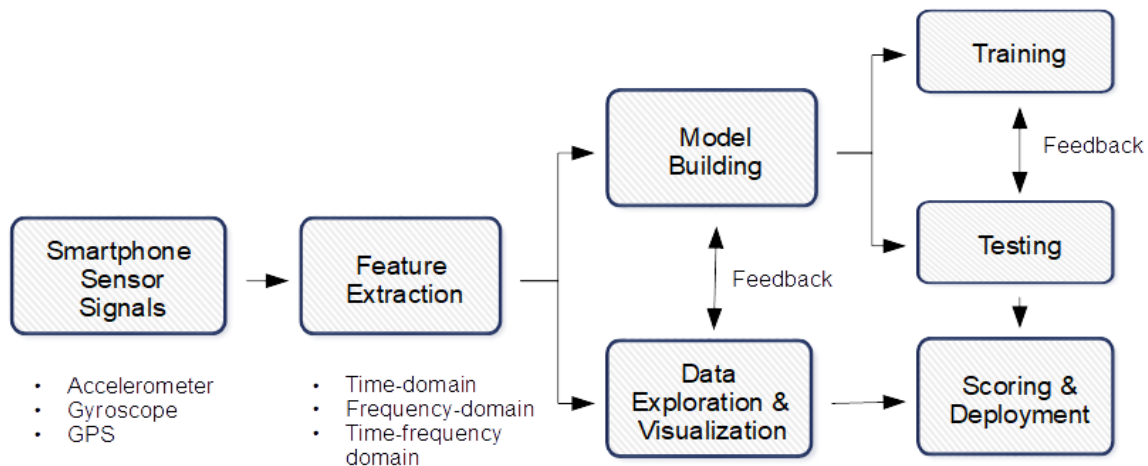 Smartphone
Sensor
Signals
• Accelerometer
• Gyroscope
• GPS
Feature
Extraction
• Time-domain
• Frequency-domain
• Time-frequency
domain
Model
Building
Feedback
Data
Exploration &
Visualization
Training
Feedback
Testing
Scoring &
Deployment